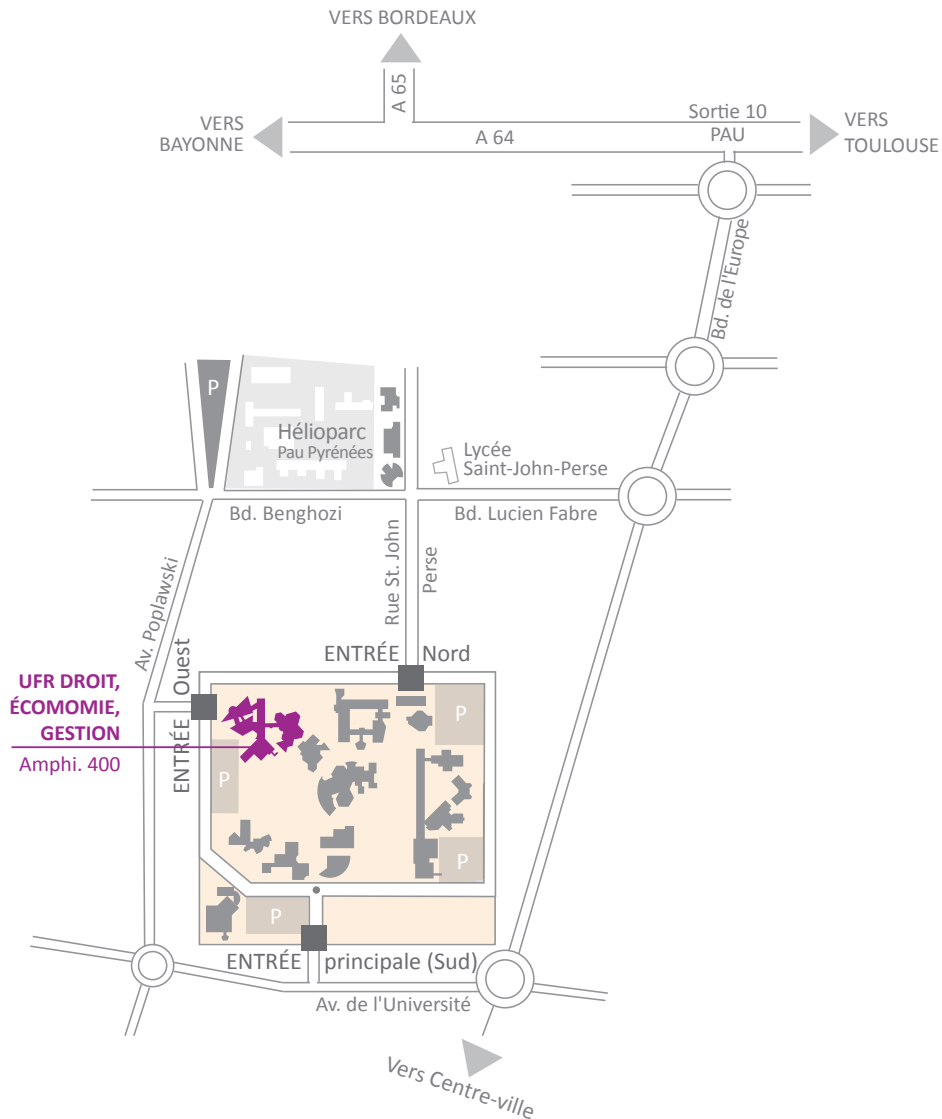 VERS BORDEAUX
A 65
Sortie 10
PAU
VERS
BAYONNE
A 64
VERS
TOULOUSE
Bd. de l'Europe
P
Hélioparc
Pau Pyrénées
Lycée
Saint-John-Perse
Bd. Benghozi
Bd. Lucien Fabre
Av. Poplawski
Rue St. John
Perse
ENTRÉE Nord
ENTRÉE Ouest
UFR DROIT,
ÉCOMOMIE,
GESTION
Amphi. 400
P
P
P
P
ENTRÉE principale (Sud)
Av. de l'Université
Vers Centre-ville